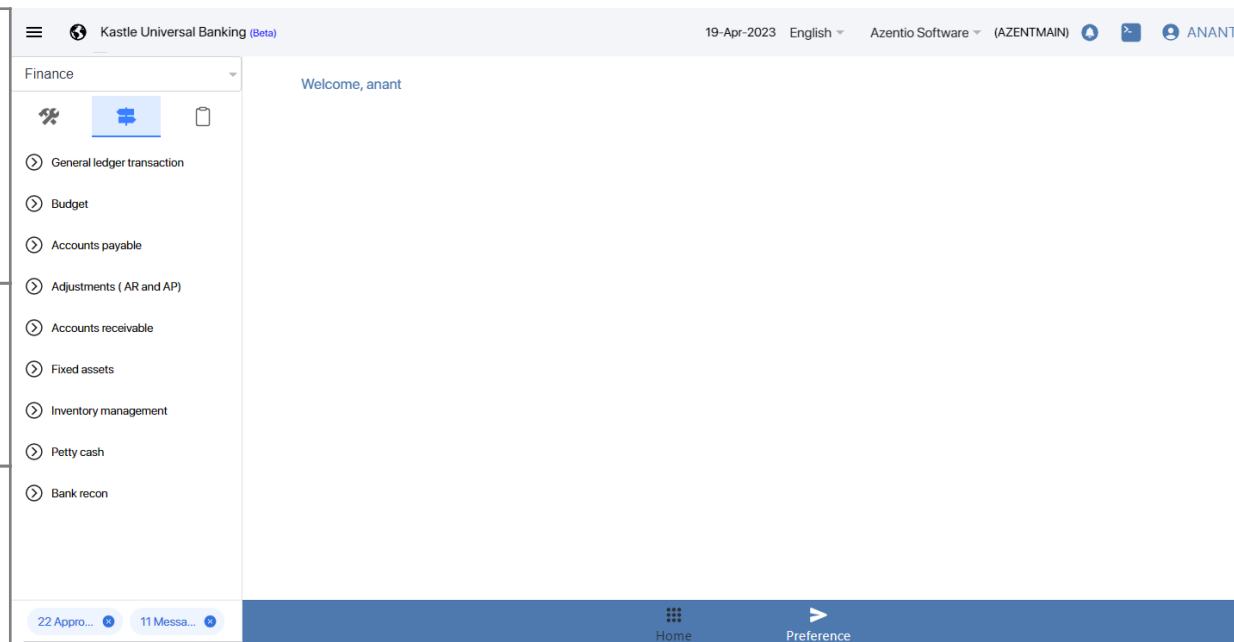 Kastle Universal Banking (Beta)
19-Apr-2023 English Azentio Software (AZENTMAIN) ANANT
Finance
Welcome, anant
General ledger transaction
Budget
Accounts payable
Adjustments ( AR and AP)
Accounts receivable
Fixed assets
Inventory management
Petty cash
Bank recon
22 Appro... 11 Messa...
Home Preference